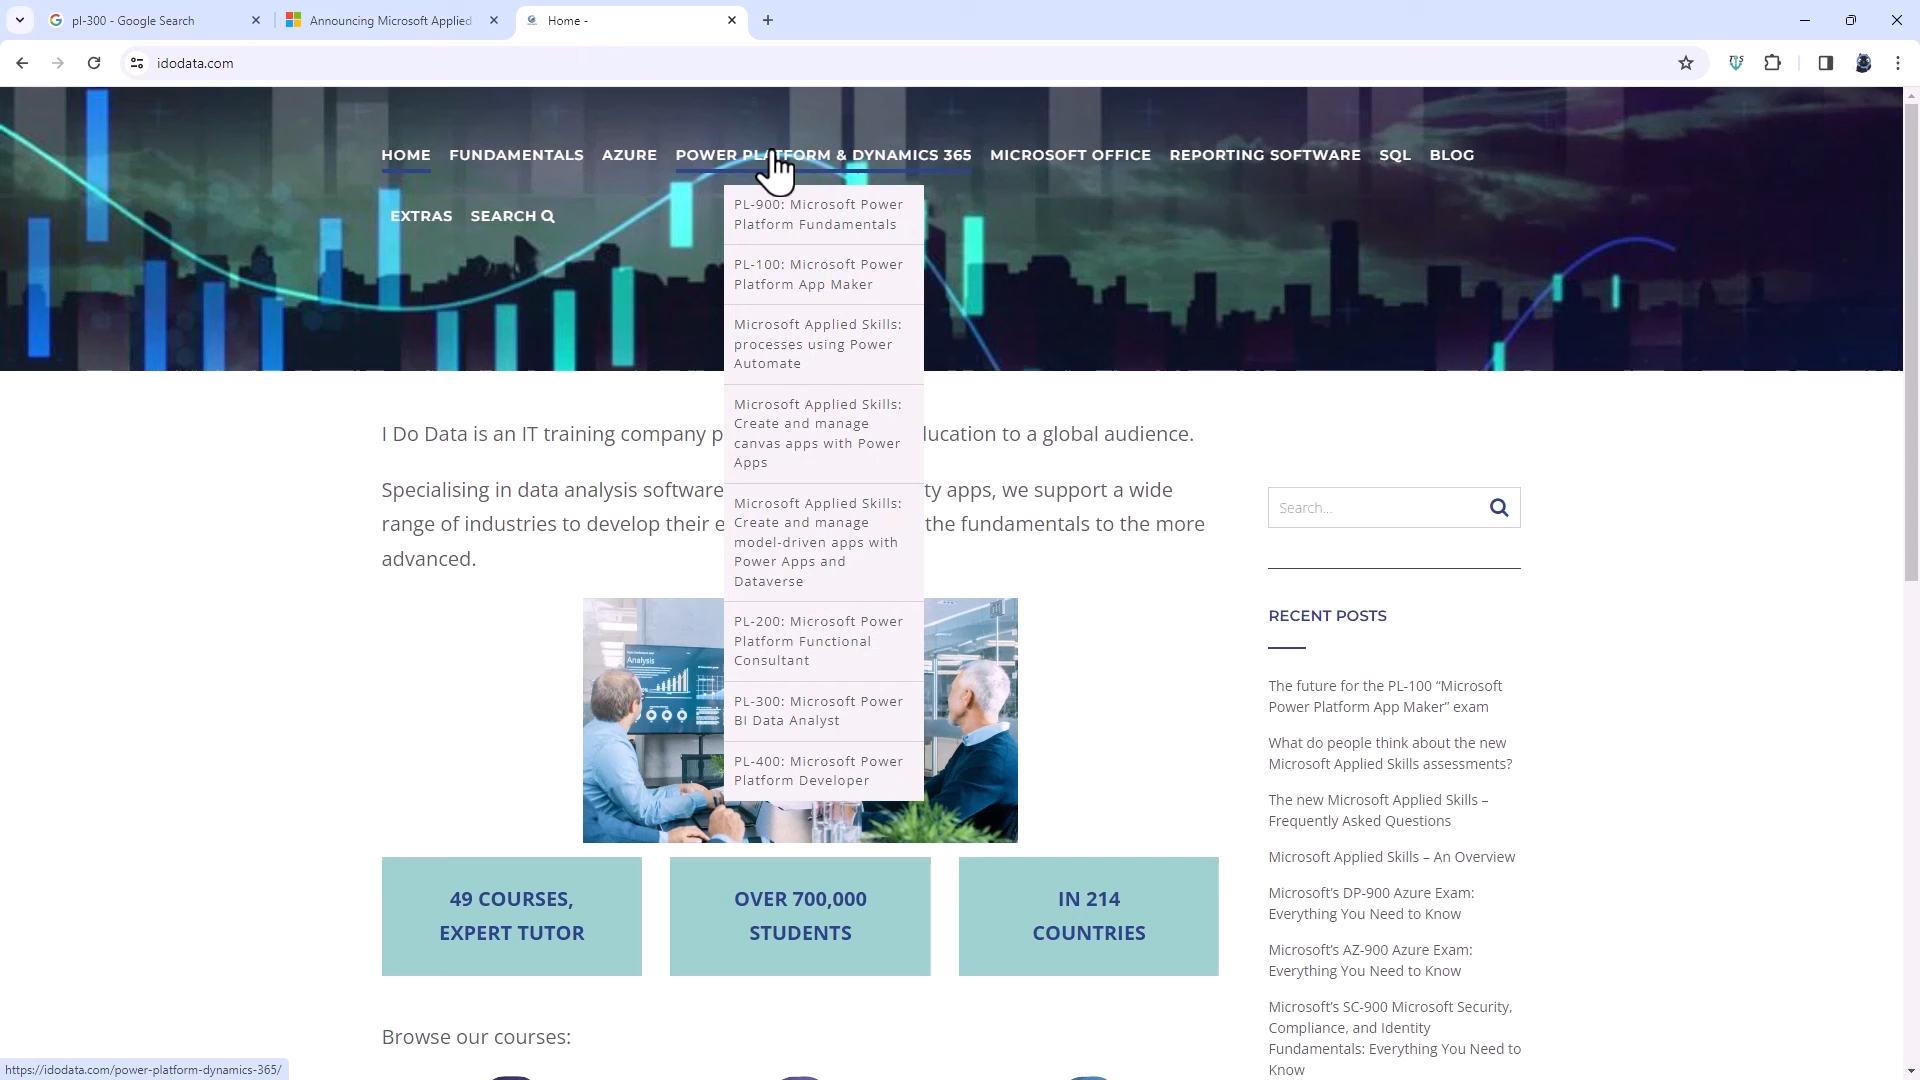 pl-300 - Google Search
Announcing Microsoft Applied
Home -
idodata.com
HOME FUNDAMENTALS AZURE POWER PLATFORM & DYNAMICS 365 MICROSOFT OFFICE REPORTING SOFTWARE SQL BLOG
EXTRAS SEARCH
PL-900: Microsoft Power
Platform Fundamentals
PL-100: Microsoft Power
Platform App Maker
Microsoft Applied Skills:
processes using Power
Automate
Microsoft Applied Skills:
Create and manage
canvas apps with Power
Apps
Microsoft Applied Skills:
Create and manage
model-driven apps with
Power Apps and
Dataverse
PL-200: Microsoft Power
Platform Functional
Consultant
PL-300: Microsoft Power
BI Data Analyst
PL-400: Microsoft Power
Platform Developer
I Do Data is an IT training company to a global audience.
Specialising in data analysis software apps, we support a wide
range of industries to develop their the fundamentals to the more
advanced.
Analysis
49 COURSES,
EXPERT TUTOR
OVER 700,000
STUDENTS
IN 214
COUNTRIES
Browse our courses:
Search...
RECENT POSTS
The future for the PL-100 “Microsoft
Power Platform App Maker” exam
What do people think about the new
Microsoft Applied Skills assessments?
The new Microsoft Applied Skills –
Frequently Asked Questions
Microsoft Applied Skills – An Overview
Microsoft’s DP-900 Azure Exam:
Everything You Need to Know
Microsoft’s AZ-900 Azure Exam:
Everything You Need to Know
Microsoft’s SC-900 Microsoft Security,
Compliance, and Identity
Fundamentals: Everything You Need to
Know
https://idodata.com/power-platform-dynamics-365/